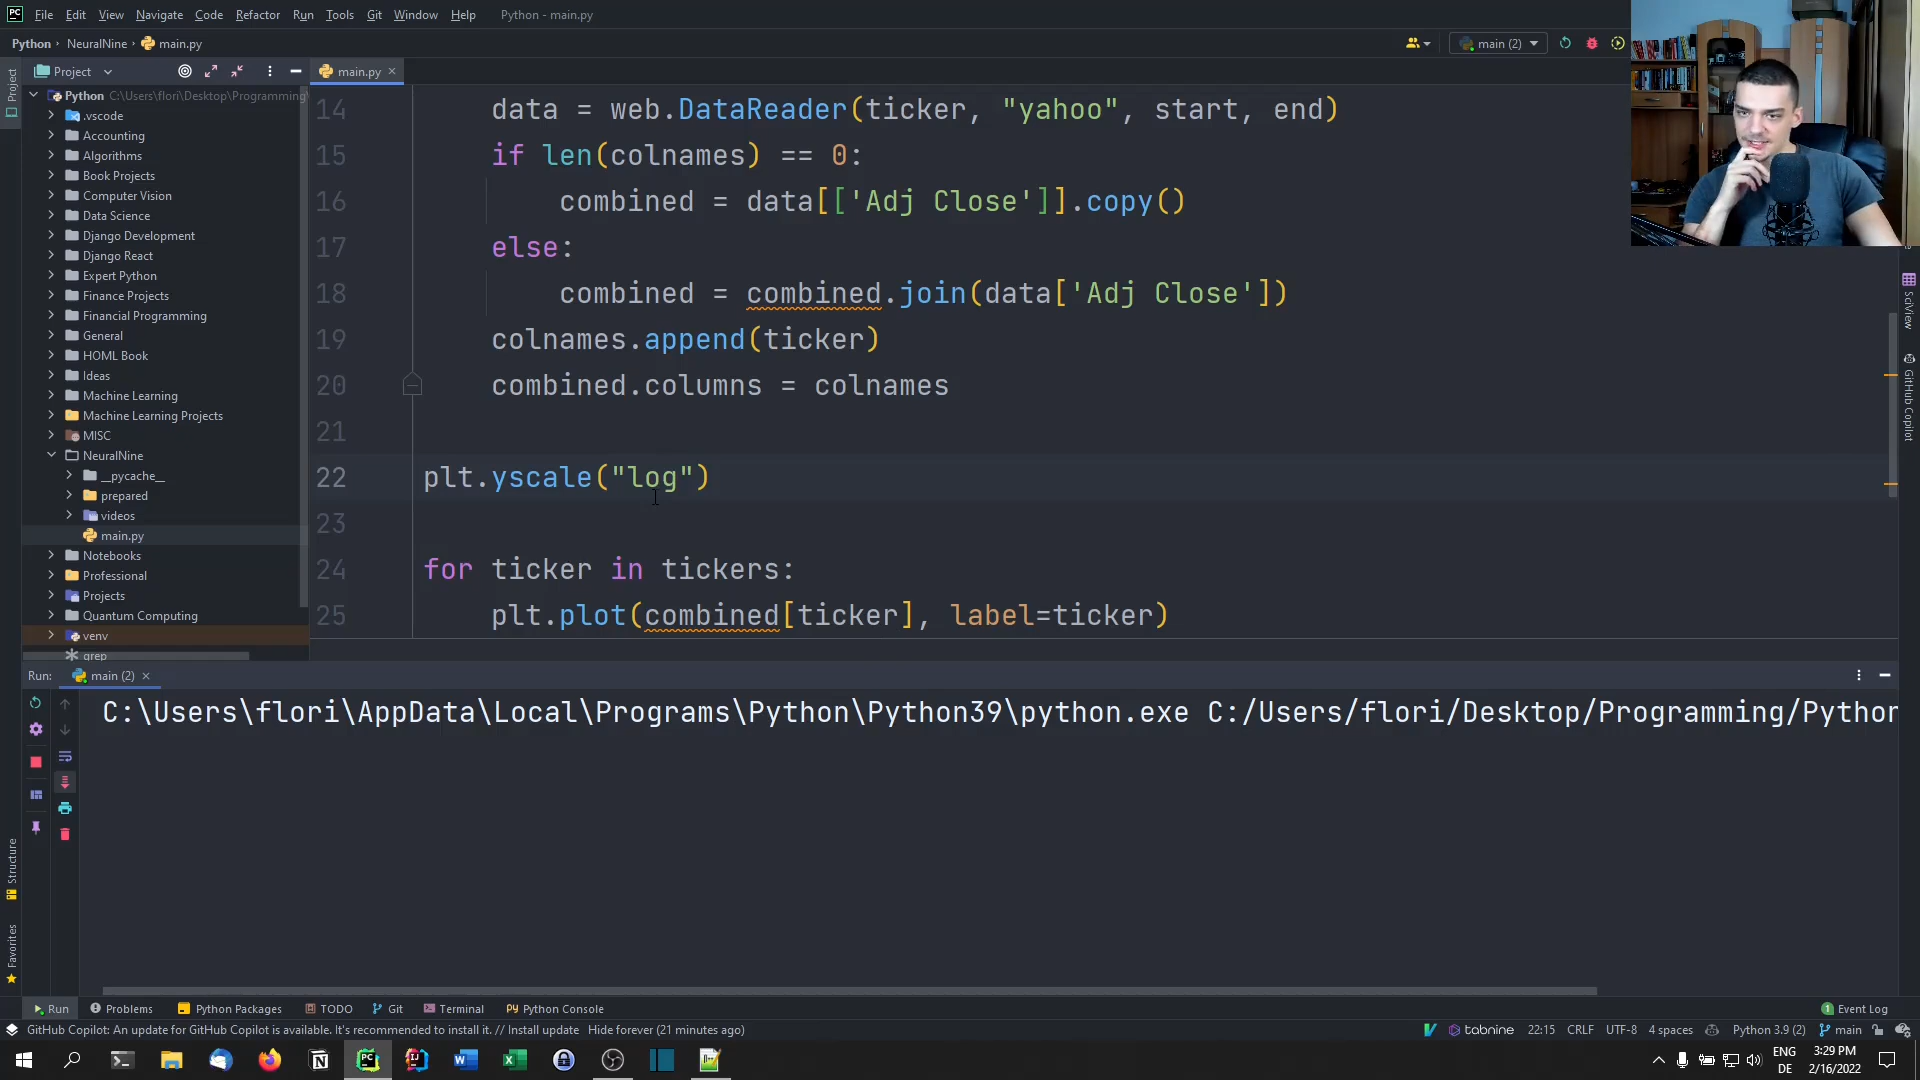 PC File Edit View Navigate Code Refactor Run Tools Git Window Help Python - main.py
Python NeuralNine main.py
main (2)
Project
main.py
Project
Python C:\Users\flori\Desktop\Programming\
.vscode
Accounting
Algorithms
Book Projects
Computer Vision
Data Science
Django Development
Django React
Expert Python
Finance Projects
Financial Programming
General
HOML Book
Ideas
Machine Learning
Machine Learning Projects
MISC
NeuralNine
__pycache__
prepared
videos
main.py
Notebooks
Professional
Projects
Quantum Computing
venv
grep
14 data = web.DataReader(ticker, "yahoo", start, end)
15 if len(colnames) == 0:
16 combined = data[['Adj Close']].copy()
17 else:
18 combined = combined.join(data['Adj Close'])
19 colnames.append(ticker)
20 combined.columns = colnames
21
22 plt.yscale("log")
23
24 for ticker in tickers:
25 plt.plot(combined[ticker], label=ticker)
SciView
GitHub Copilot
Run: main (2)
C:\Users\flori\AppData\Local\Programs\Python\Python39\python.exe C:/Users/flori/Desktop/Programming/Python
Structure
Favorites
Run Problems Python Packages TODO Git Terminal Python Console Event Log
GitHub Copilot: An update for GitHub Copilot is available. It's recommended to install it. // Install update Hide forever (21 minutes ago)
tabnine 22:15 CRLF UTF-8 4 spaces Python 3.9 (2) main
ENG 3:29 PM
DE 2/16/2022